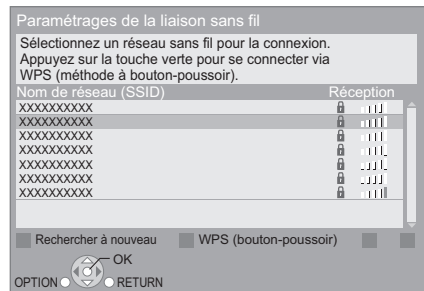 Paramétrages de la liaison sans fil
Sélectionnez un réseau sans fil pour la connexion.
Appuyez sur la touche verte pour se connecter via
WPS (méthode à bouton-poussoir).
Nom de réseau (SSID) Réception
XXXXXXXXXX
XXXXXXXXXX
XXXXXXXXXX
XXXXXXXXXX
XXXXXXXXXX
XXXXXXXXXX
XXXXXXXXXX
Rechercher à nouveau WPS (bouton-poussoir)
OK
OPTION RETURN